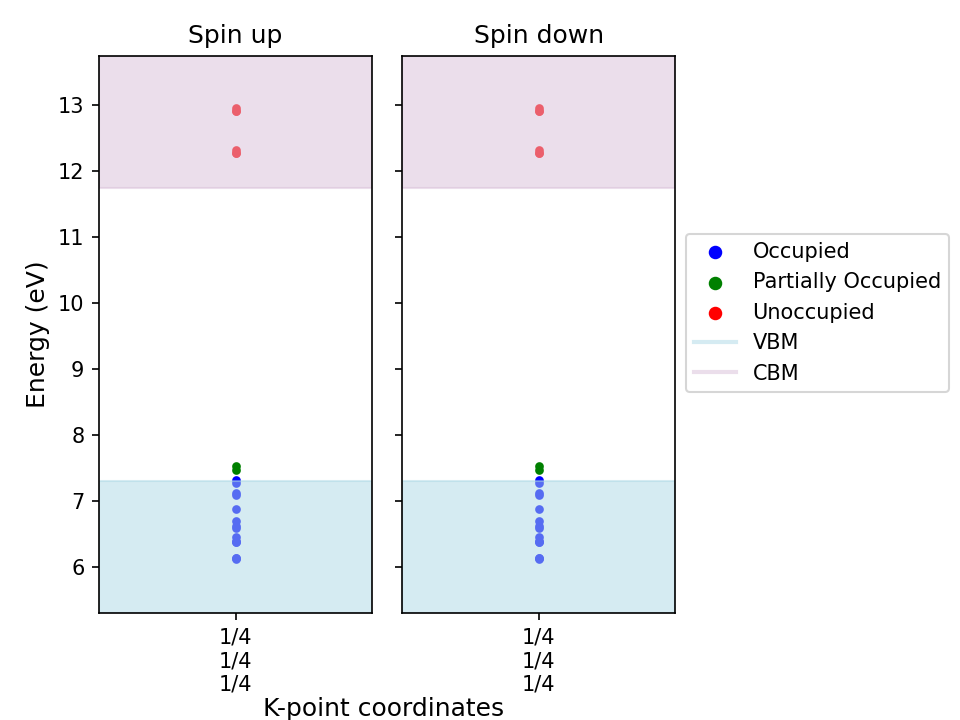 Spin up
Spin down
Energy (eV)
13
12
11
10
9
8
7
6
1/4
1/4
1/4
1/4
1/4
1/4
K-point coordinates
Occupied
Partially Occupied
Unoccupied
VBM
CBM